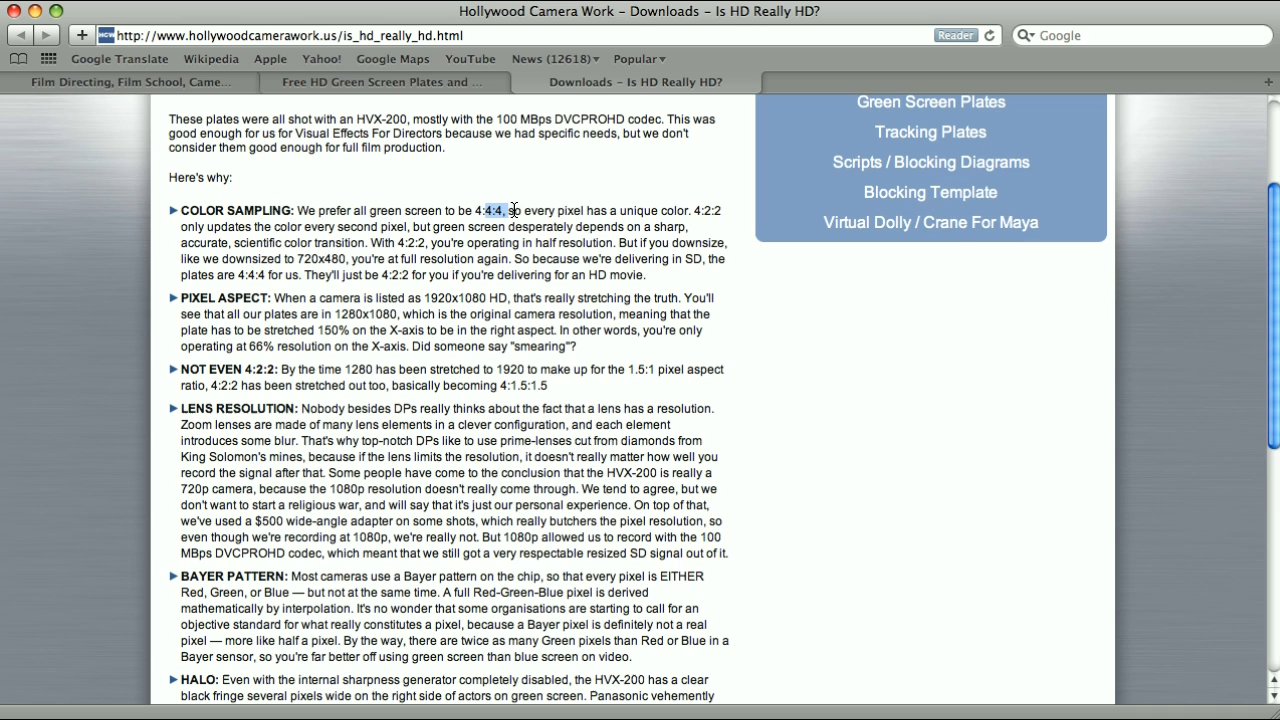 Hollywood Camera Work – Downloads – Is HD Really HD?
http://www.hollywoodcamerawork.us/is_hd_really_hd.html
Reader
Google
Google Translate Wikipedia Apple Yahoo! Google Maps YouTube News (12618) Popular
Film Directing, Film School, Came... Free HD Green Screen Plates and ... Downloads – Is HD Really HD?
These plates were all shot with an HVX-200, mostly with the 100 MBps DVCPROHD codec. This was
good enough for us for Visual Effects For Directors because we had specific needs, but we don't
consider them good enough for full film production.
Here's why:
COLOR SAMPLING: We prefer all green screen to be 4:4:4, so every pixel has a unique color. 4:2:2
only updates the color every second pixel, but green screen desperately depends on a sharp,
accurate, scientific color transition. With 4:2:2, you're operating in half resolution. But if you downsize,
like we downsized to 720x480, you're at full resolution again. So because we're delivering in SD, the
plates are 4:4:4 for us. They'll just be 4:2:2 for you if you're delivering for an HD movie.
PIXEL ASPECT: When a camera is listed as 1920x1080 HD, that's really stretching the truth. You'll
see that all our plates are in 1280x1080, which is the original camera resolution, meaning that the
plate has to be stretched 150% on the X-axis to be in the right aspect. In other words, you're only
operating at 66% resolution on the X-axis. Did someone say "smearing"?
NOT EVEN 4:2:2: By the time 1280 has been stretched to 1920 to make up for the 1.5:1 pixel aspect
ratio, 4:2:2 has been stretched out too, basically becoming 4:1.5:1.5
LENS RESOLUTION: Nobody besides DPs really thinks about the fact that a lens has a resolution.
Zoom lenses are made of many lens elements in a clever configuration, and each element
introduces some blur. That's why top-notch DPs like to use prime-lenses cut from diamonds from
King Solomon's mines, because if the lens limits the resolution, it doesn't really matter how well you
record the signal after that. Some people have come to the conclusion that the HVX-200 is really a
720p camera, because the 1080p resolution doesn't really come through. We tend to agree, but we
don't want to start a religious war, and will say that it's just our personal experience. On top of that,
we've used a $500 wide-angle adapter on some shots, which really butchers the pixel resolution, so
even though we're recording at 1080p, we're really not. But 1080p allowed us to record with the 100
MBps DVCPROHD codec, which meant that we still got a very respectable resized SD signal out of it.
BAYER PATTERN: Most cameras use a Bayer pattern on the chip, so that every pixel is EITHER
Red, Green, or Blue — but not at the same time. A full Red-Green-Blue pixel is derived
mathematically by interpolation. It's no wonder that some organisations are starting to call for an
objective standard for what really constitutes a pixel, because a Bayer pixel is definitely not a real
pixel — more like half a pixel. By the way, there are twice as many Green pixels than Red or Blue in a
Bayer sensor, so you're far better off using green screen than blue screen on video.
HALO: Even with the internal sharpness generator completely disabled, the HVX-200 has a clear
black fringe several pixels wide on the right side of actors on green screen. Panasonic vehemently
Green Screen Plates
Tracking Plates
Scripts / Blocking Diagrams
Blocking Template
Virtual Dolly / Crane For Maya